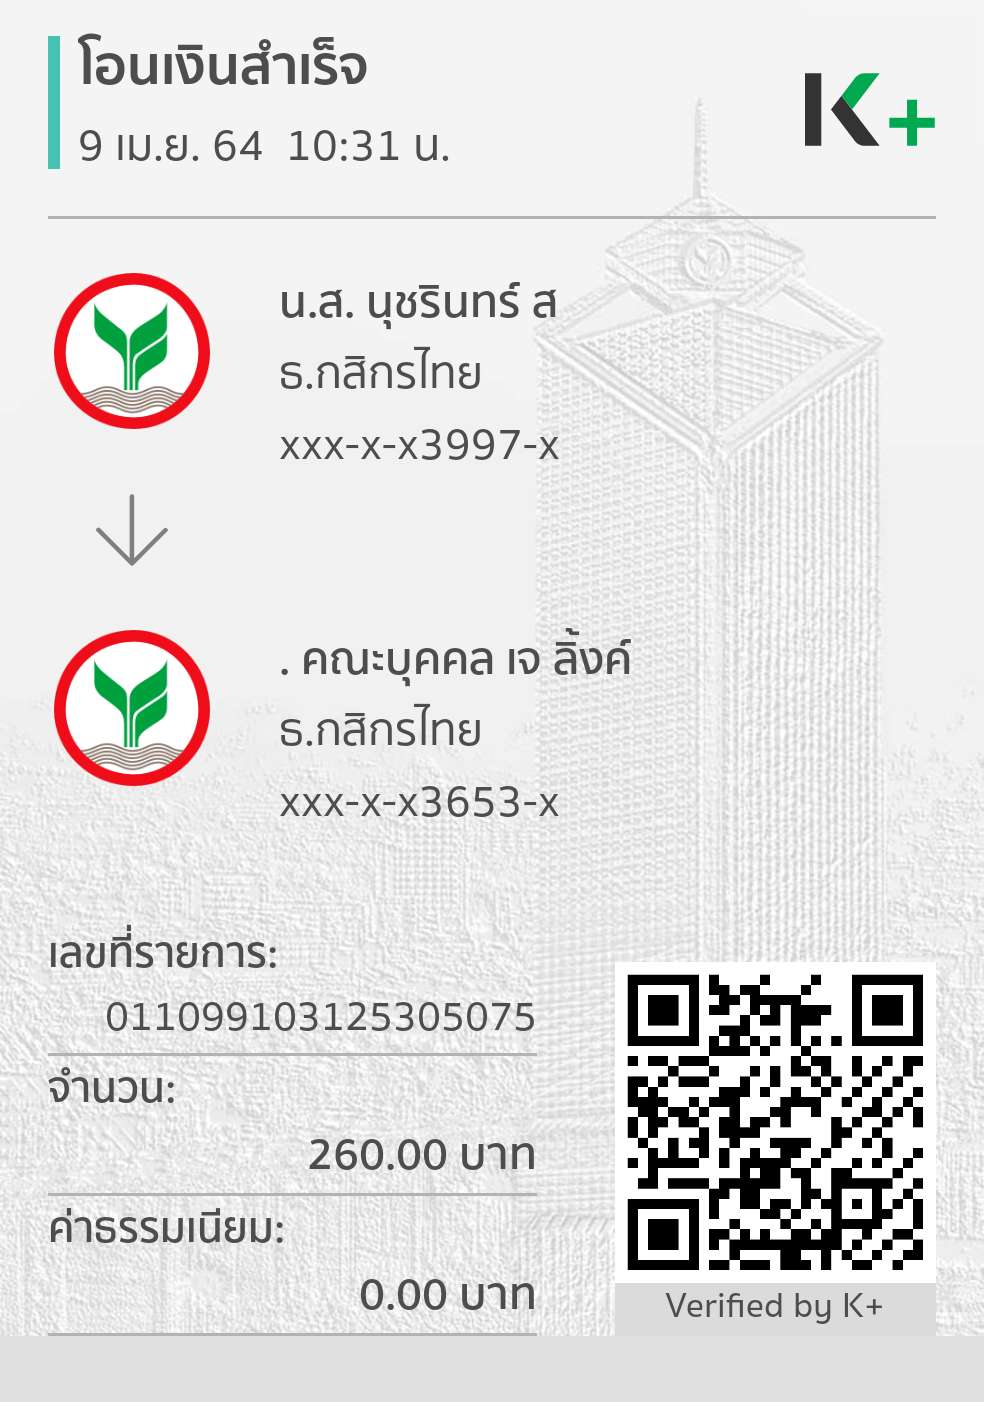 โอนเงินสำเร็จ
9 เม.ย. 64 10:31 น.
K+
น.ส. นุชรินทร์ ส
ธ.กสิกรไทย
xxx-x-x3997-x
. คณะบุคคล เจ ลิ้งค์
ธ.กสิกรไทย
xxx-x-x3653-x
เลขที่รายการ:
011099103125305075
จำนวน:
260.00 บาท
ค่าธรรมเนียม:
0.00 บาท
Verified by K+